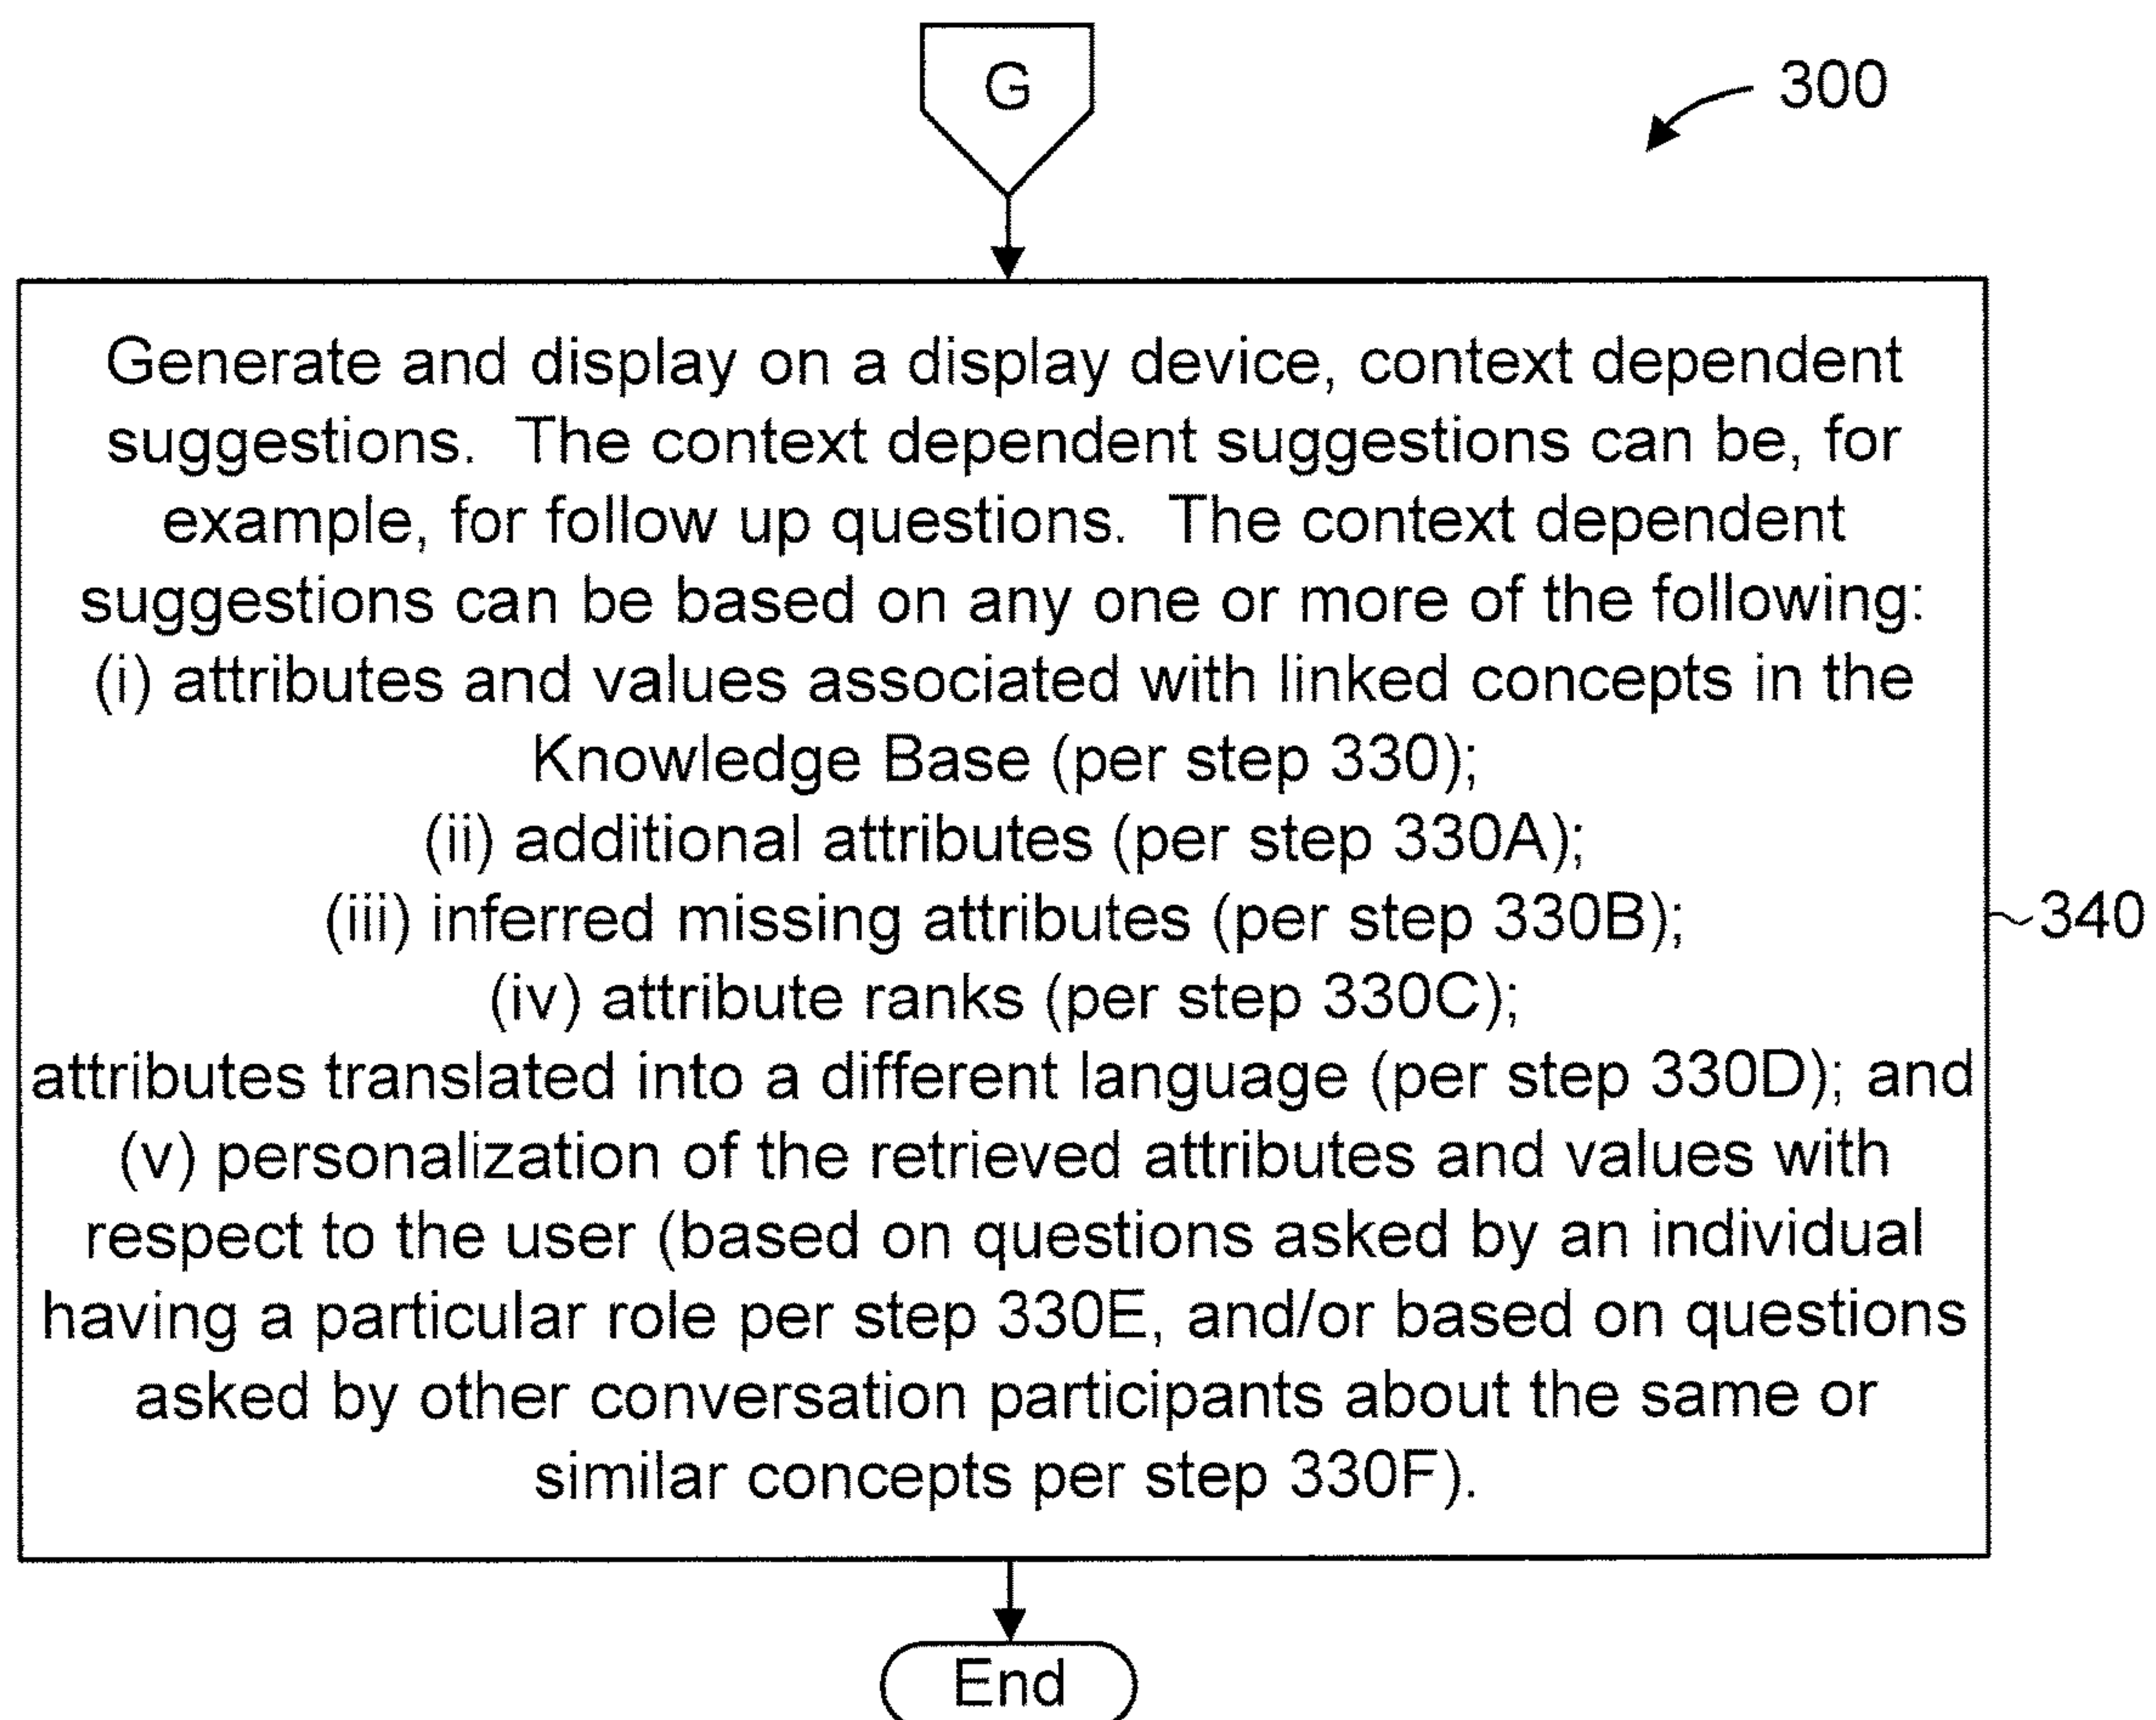 G
300
Generate and display on a display device, context dependent
suggestions.  The context dependent suggestions can be, for
example, for follow up questions.  The context dependent
suggestions can be based on any one or more of the following:
(i) attributes and values associated with linked concepts in the
Knowledge Base (per step 330);
(ii) additional attributes (per step 330A);
(iii) inferred missing attributes (per step 330B);
340
(iv) attribute ranks (per step 330C);
attributes translated into a different language (per step 330D); and
(v) personalization of the retrieved attributes and values with
respect to the user (based on questions asked by an individual
having a particular role per step 330E, and/or based on questions
asked by other conversation participants about the same or
similar concepts per step 330F).
End